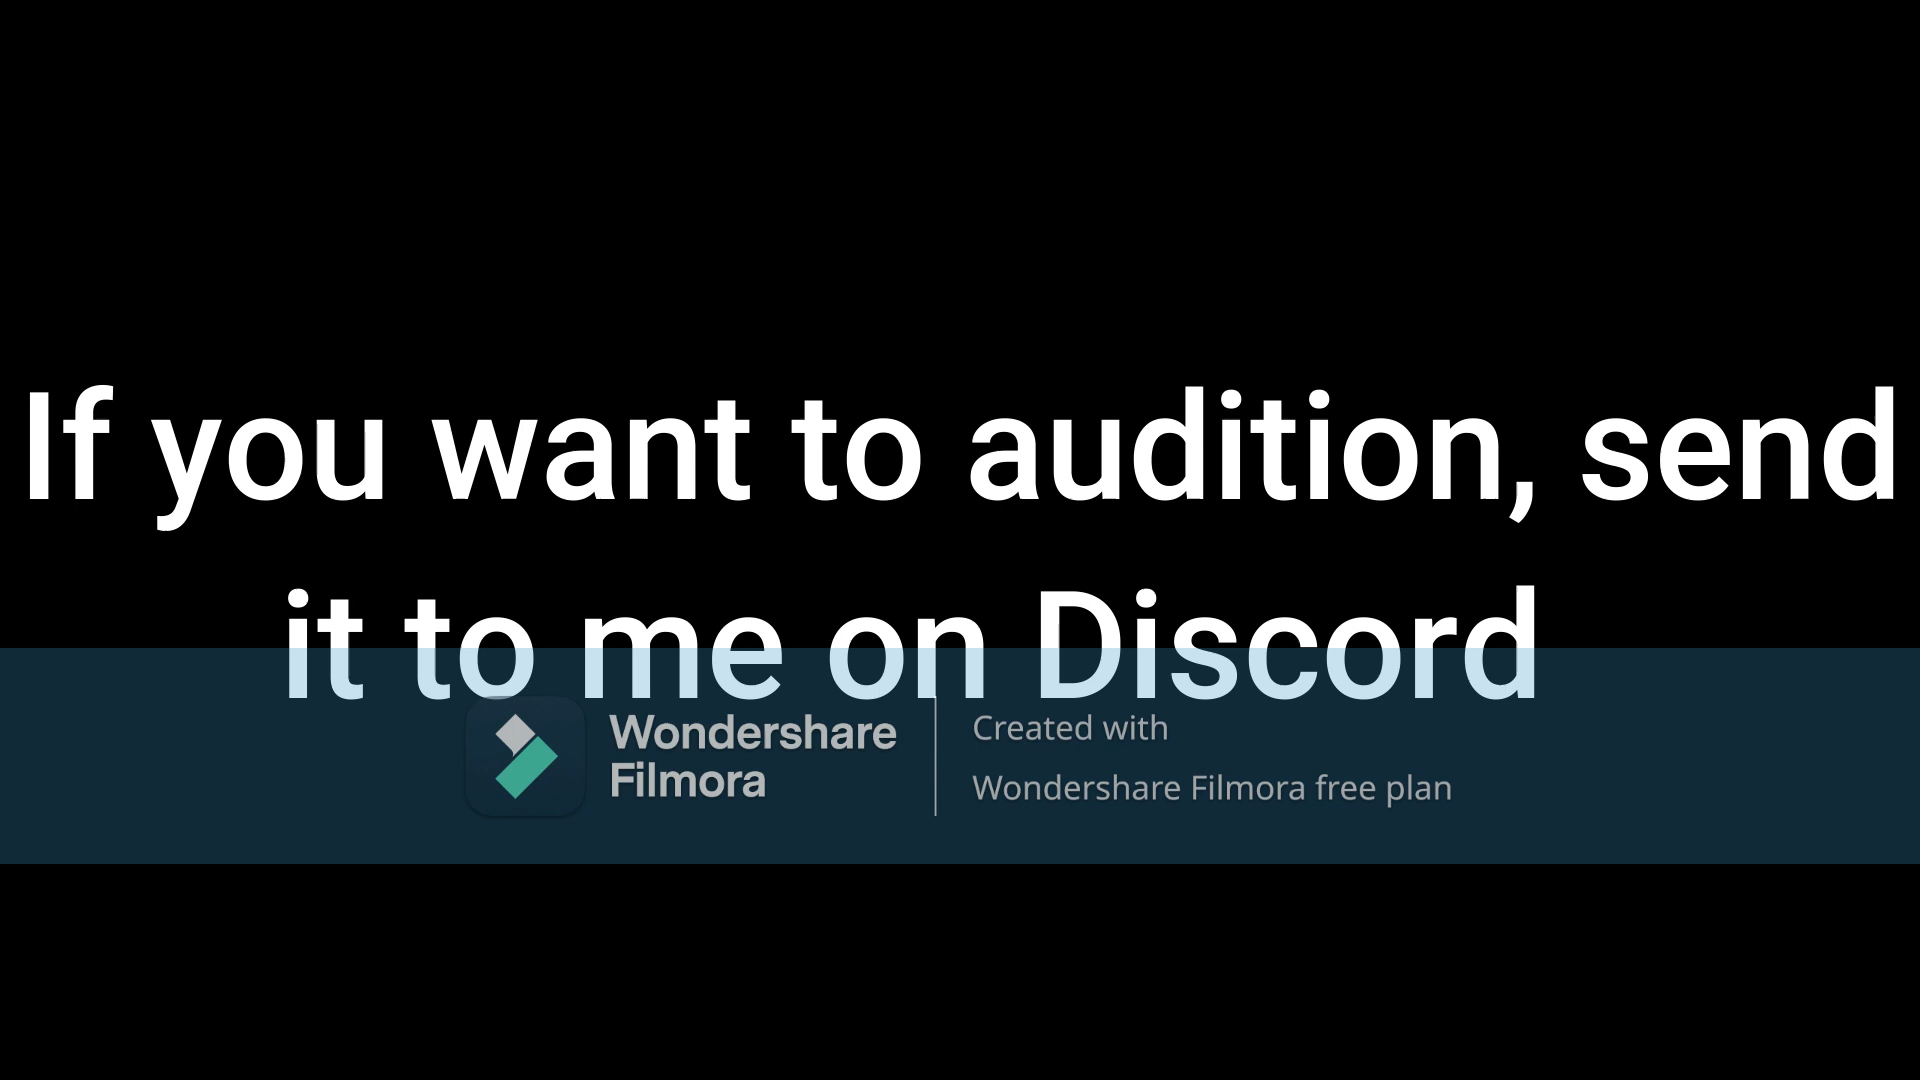 If you want to audition, send
it to me on Discord
Wondershare
Filmora
Created with
Wondershare Filmora free plan